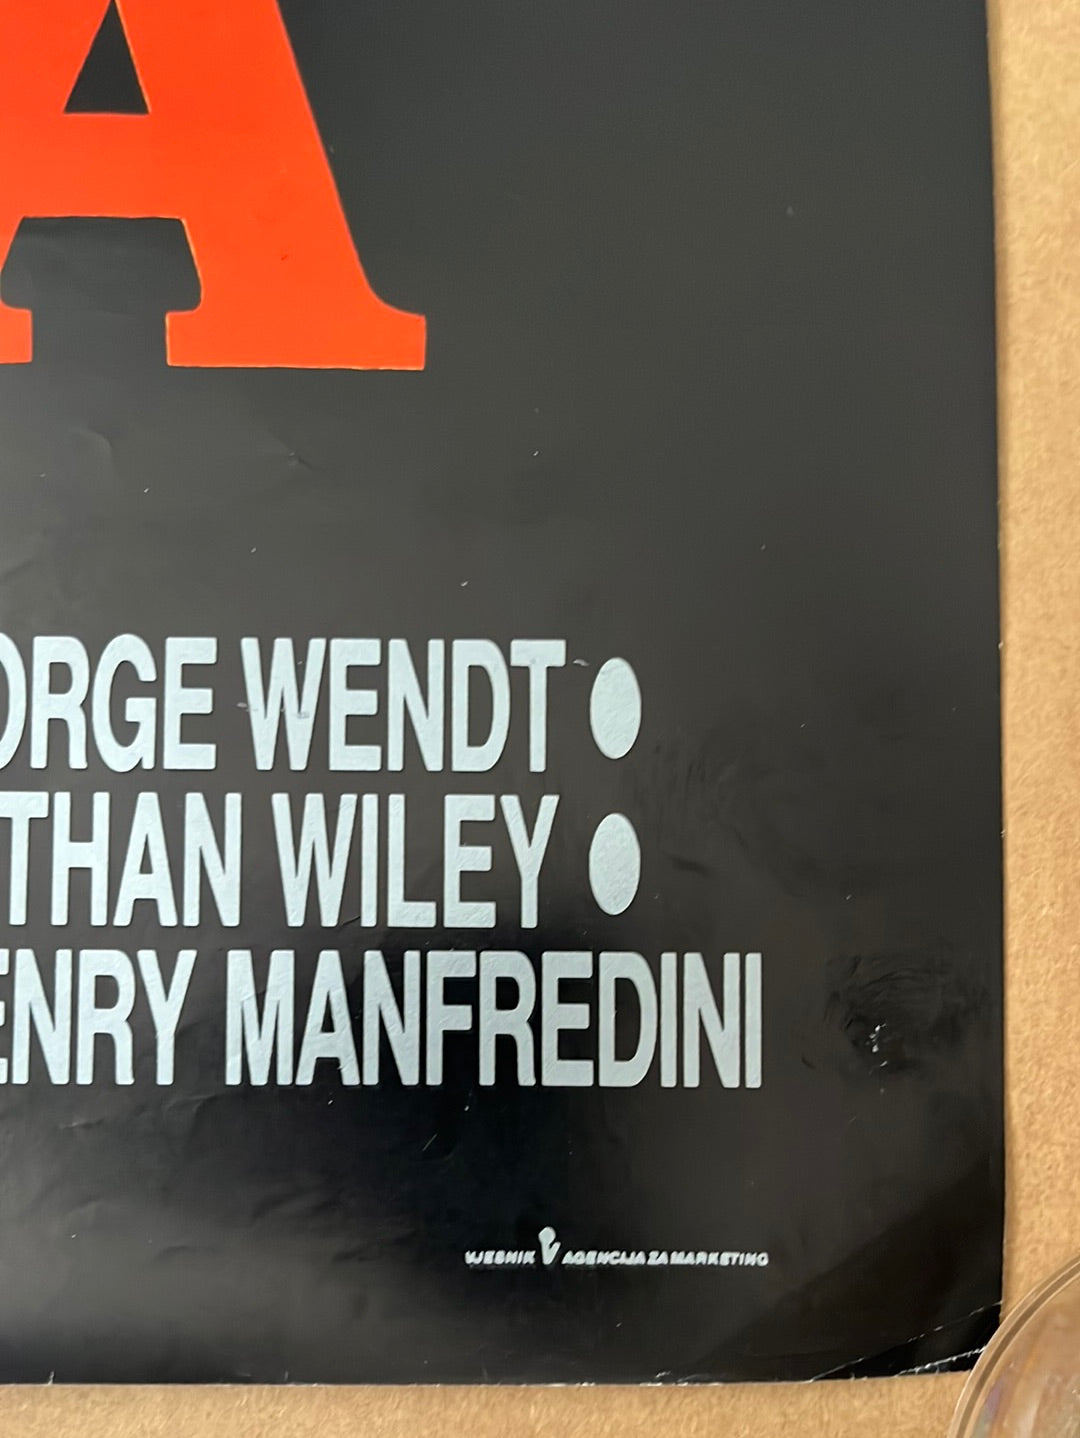 A
ORGE WENDT ●
THAN WILEY ●
ENRY MANFREDINI
VJESNIK AGENCIJA ZA MARKETING